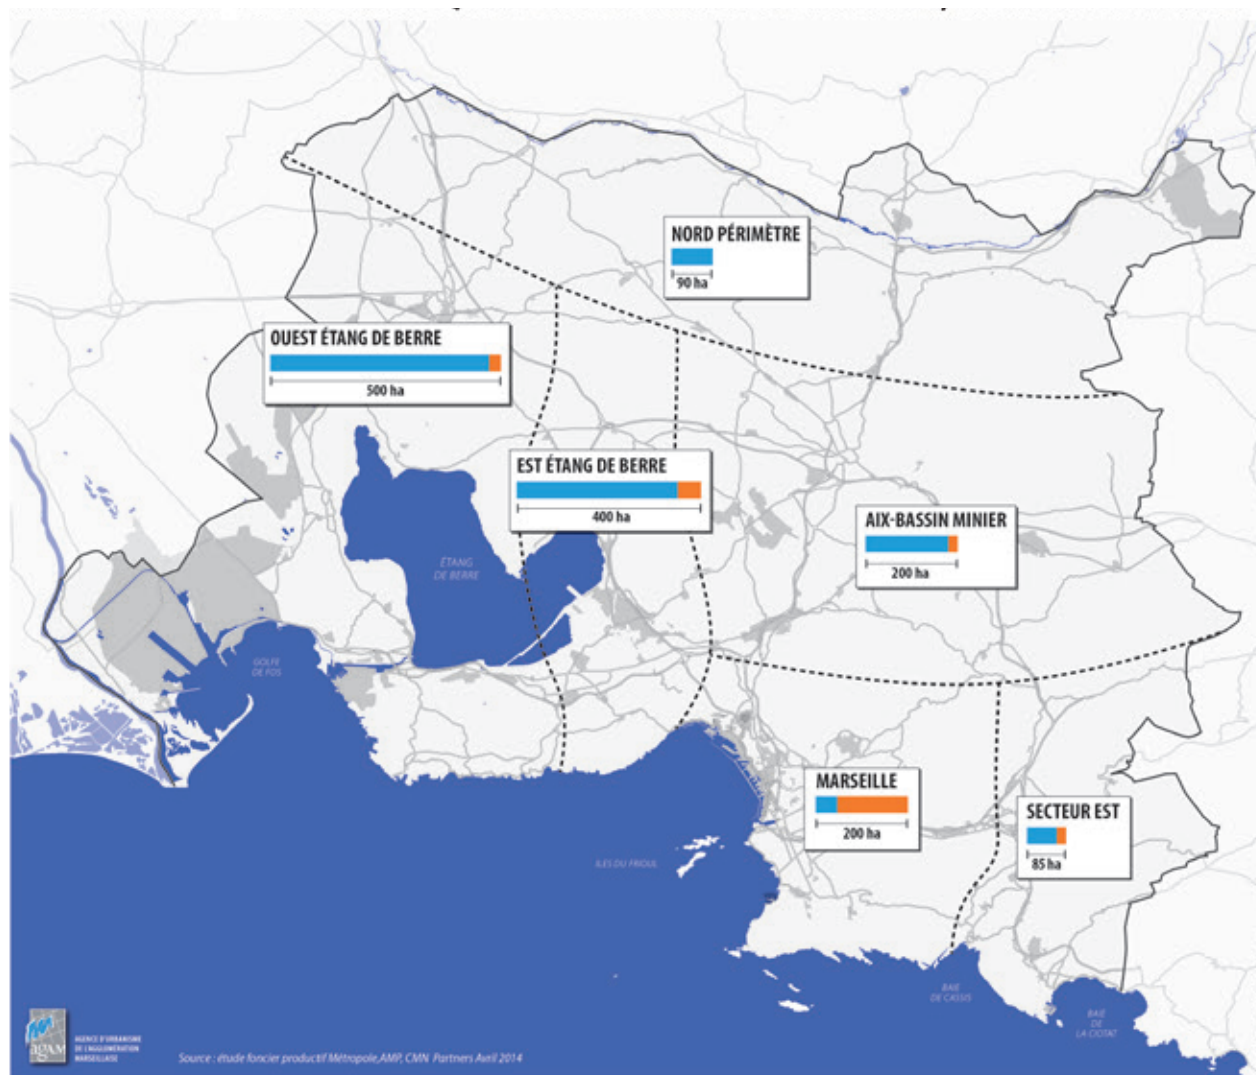 NORD PÉRIMÈTRE
90 ha
OUEST ÉTANG DE BERRE
500 ha
EST ÉTANG DE BERRE
400 ha
AIX-BASSIN MINIER
200 ha
ÉTANG
DE BERRE
GOLFE
DE FOS
MARSEILLE
200 ha
SECTEUR EST
85 ha
ILES DU FRIOUL
BAIE
DE CASSIS
BAIE
DE
LA CIOTAT
agAM
AGENCE D'URBANISME
DE L'AGGLOMÉRATION
MARSEILLAISE
Source : étude foncier productif Métropole,AMP, CMN Partners Avril 2014